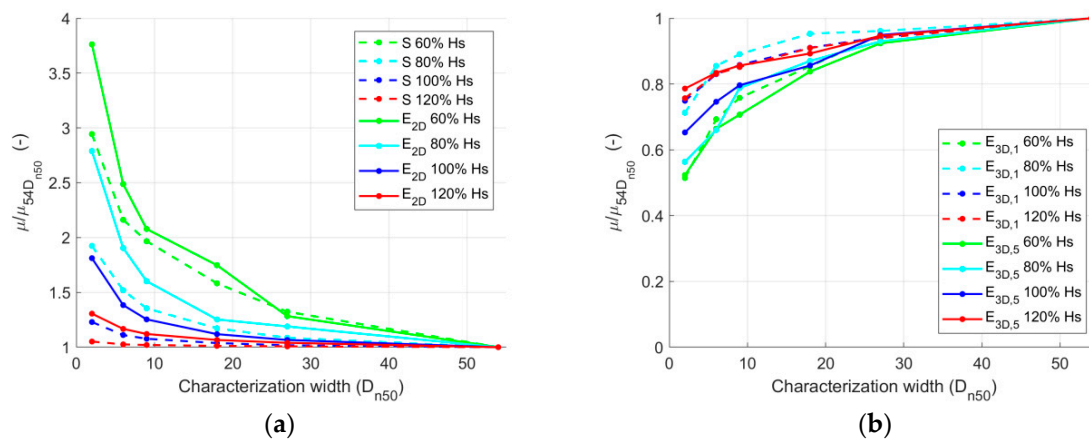 4
3.5
3
2.5
2
1.5
1
μ/μ54Dn50 (-)
0 10 20 30 40 50
Characterization width (Dn50)
S 60% Hs
S 80% Hs
S 100% Hs
S 120% Hs
E2D 60% Hs
E2D 80% Hs
E2D 100% Hs
E2D 120% Hs
(a)
1
0.8
0.6
0.4
0.2
0
μ/μ54Dn50 (-)
0 10 20 30 40 50
Characterization width (Dn50)
E3D,1 60% Hs
E3D,1 80% Hs
E3D,1 100% Hs
E3D,1 120% Hs
E3D,5 60% Hs
E3D,5 80% Hs
E3D,5 100% Hs
E3D,5 120% Hs
(b)